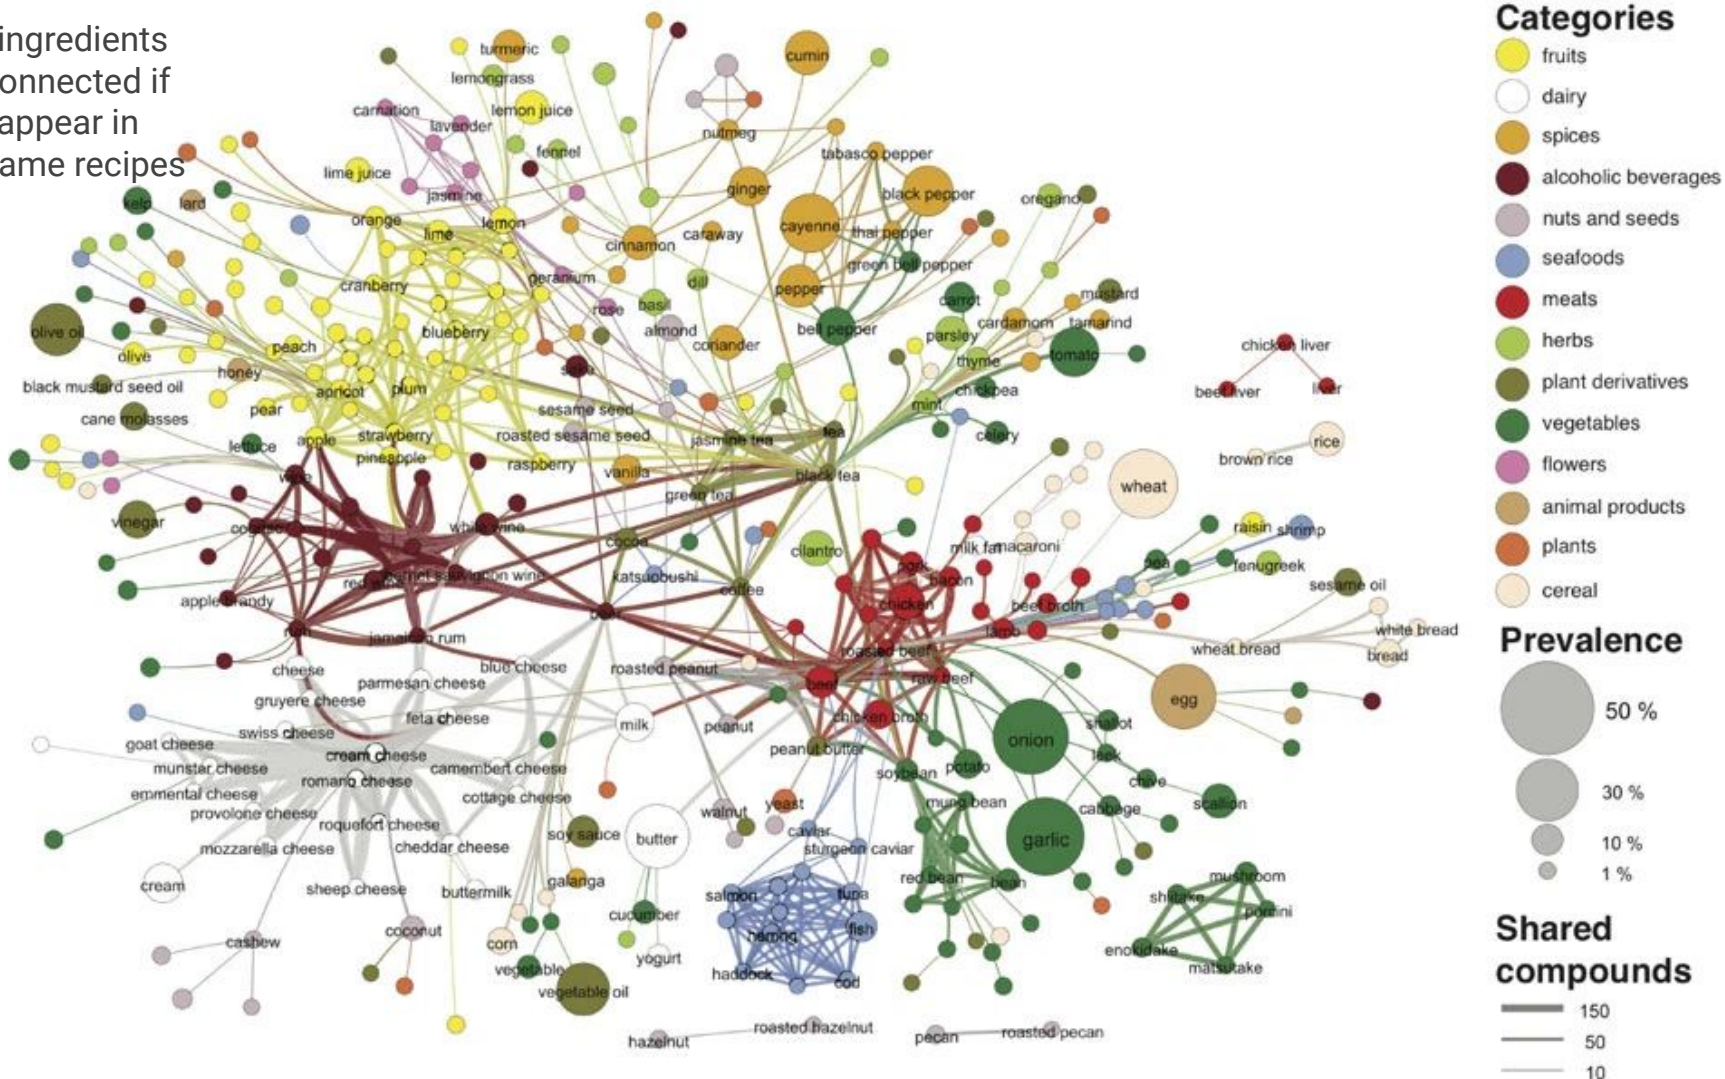 ingredients
onnected if
appear in
ame recipes
turmeric
cumin
lemongrass
carnation
lemon juice
lavender
nutmeg
fennel
tabasco pepper
lime juice
ginger
black pepper
jasmine
kelp
lard
oregano
orange
lemon
lime
cayenne
caraway
thai pepper
cinnamon
green bell pepper
geranium
dill
cranberry
pepper
mustard
rose
basil
carrot
olive oil
blueberry
almond
bell pepper
cardamom
tamarind
parsley
coriander
peach
chicken liver
olive
tomato
thyme
honey
sake
black mustard seed oil
apricot
plum
chickpea
beef liver
liver
pear
sesame seed
mint
cane molasses
roasted sesame seed
strawberry
jasmine tea
tea
celery
apple
lettuce
rice
pineapple
raspberry
brown rice
vanilla
wine
black tea
wheat
green tea
vinegar
cognac
white wine
raisin
shrimp
cocoa
cilantro
milk fat
macaroni
pea
fenugreek
pork
katsuobushi
red wine
cabernet sauvignon wine
bacon
sesame oil
coffee
apple brandy
chicken
beef broth
beer
rum
lamb
white bread
jamaican rum
roasted beef
wheat bread
bread
cheese
blue cheese
roasted peanut
parmesan cheese
beef
raw beef
gruyere cheese
egg
feta cheese
milk
peanut
chicken broth
shallot
swiss cheese
goat cheese
onion
peanut butter
cream cheese
leek
munster cheese
camembert cheese
soybean
potato
romano cheese
chive
emmental cheese
cottage cheese
mung bean
yeast
scallion
provolone cheese
walnut
cabbage
roquefort cheese
caviar
soy sauce
butter
garlic
mozzarella cheese
cheddar cheese
sturgeon caviar
mushroom
cream
sheep cheese
buttermilk
galanga
red bean
bean
salmon
tuna
shiitake
porcini
cucumber
coconut
fish
herring
cashew
corn
enokidake
yogurt
vegetable
haddock
matsutake
cod
vegetable oil
roasted hazelnut
hazelnut
pecan
roasted pecan
Categories
fruits
dairy
spices
alcoholic beverages
nuts and seeds
seafoods
meats
herbs
plant derivatives
vegetables
flowers
animal products
plants
cereal
Prevalence
50 %
30 %
10 %
1 %
Shared
compounds
150
50
10